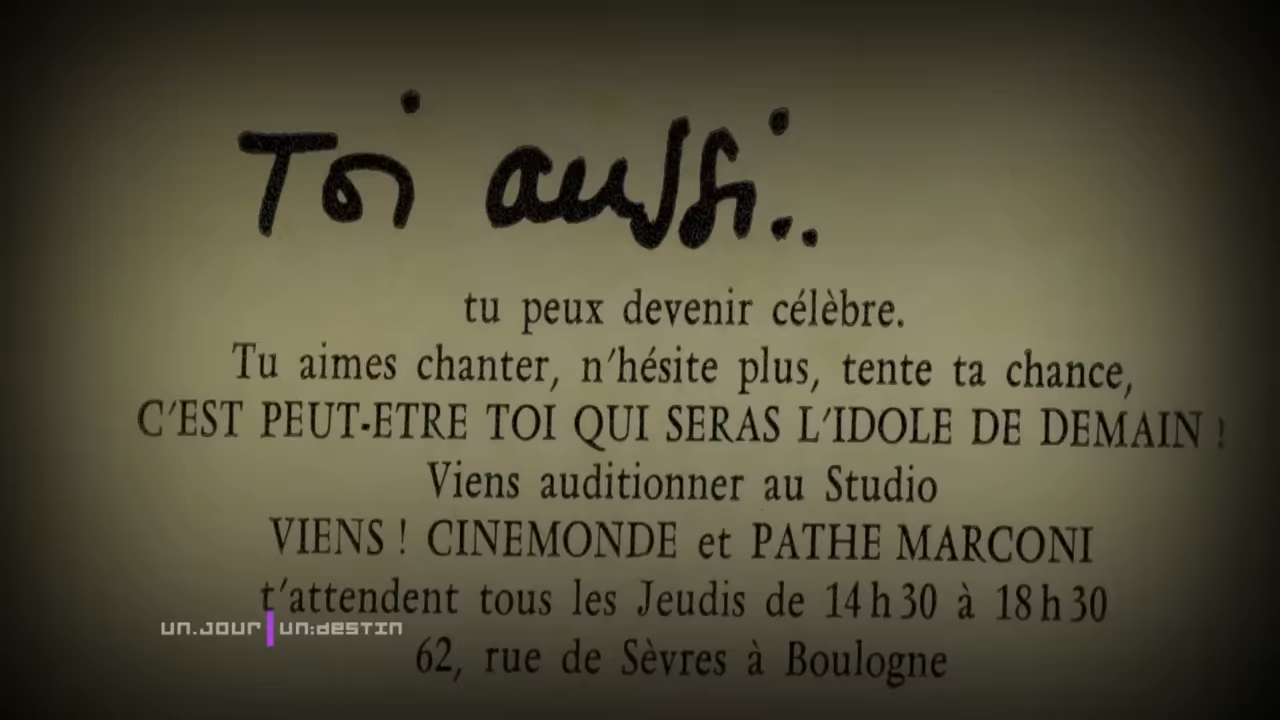 Toi aussi...
tu peux devenir célèbre.
Tu aimes chanter, n'hésite plus, tente ta chance,
C'EST PEUT-ETRE TOI QUI SERAS L'IDOLE DE DEMAIN !
Viens auditionner au Studio
VIENS ! CINEMONDE et PATHE MARCONI
t'attendent tous les Jeudis de 14 h 30 à 18 h 30
un.jour|un:destin
62, rue de Sèvres à Boulogne